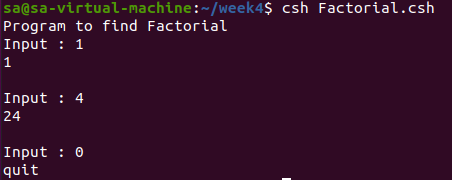 sa@sa-virtual-machine:~/week4$ csh Factorial.csh
Program to find Factorial
Input : 1
1
Input : 4
24
Input : 0
quit